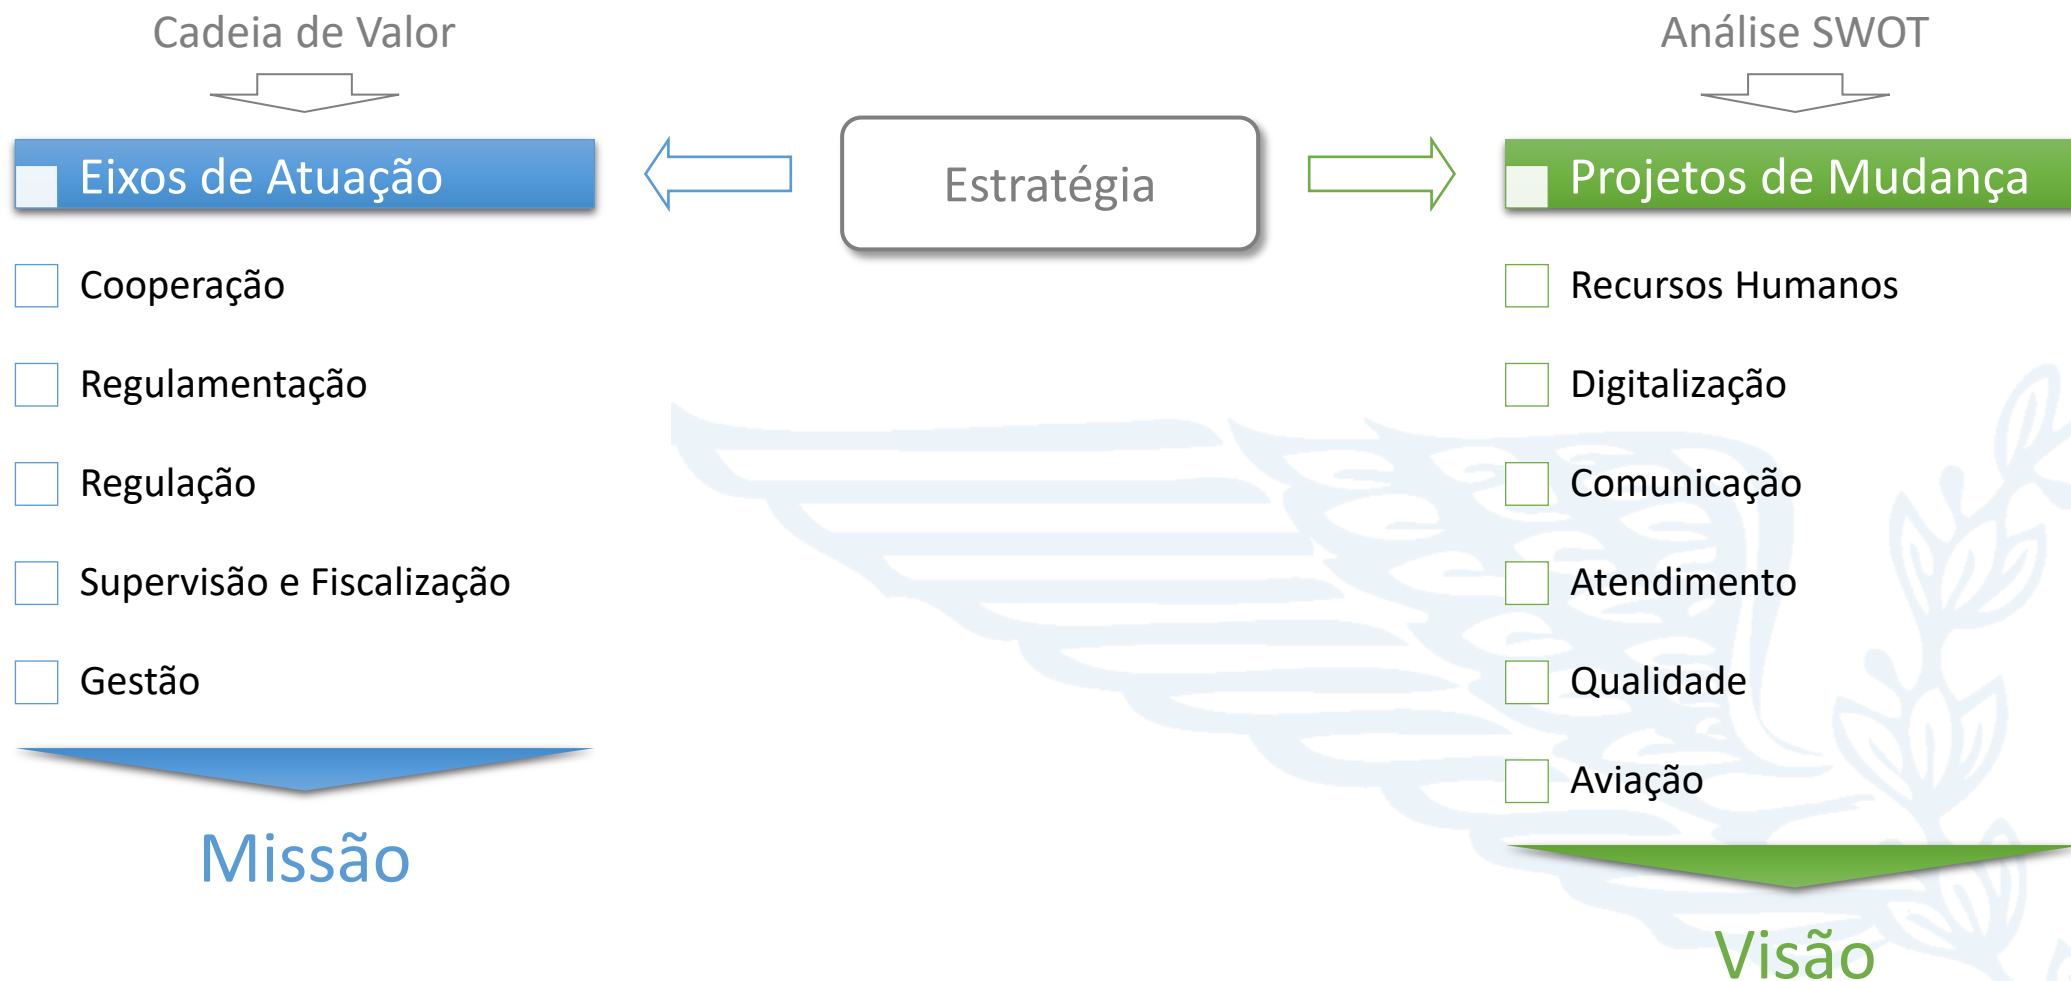 Cadeia de Valor
Eixos de Atuação
Cooperação
Regulamentação
Regulação
Supervisão e Fiscalização
Gestão
Missão
Estratégia
Análise SWOT
Projetos de Mudança
Recursos Humanos
Digitalização
Comunicação
Atendimento
Qualidade
Aviação
Visão